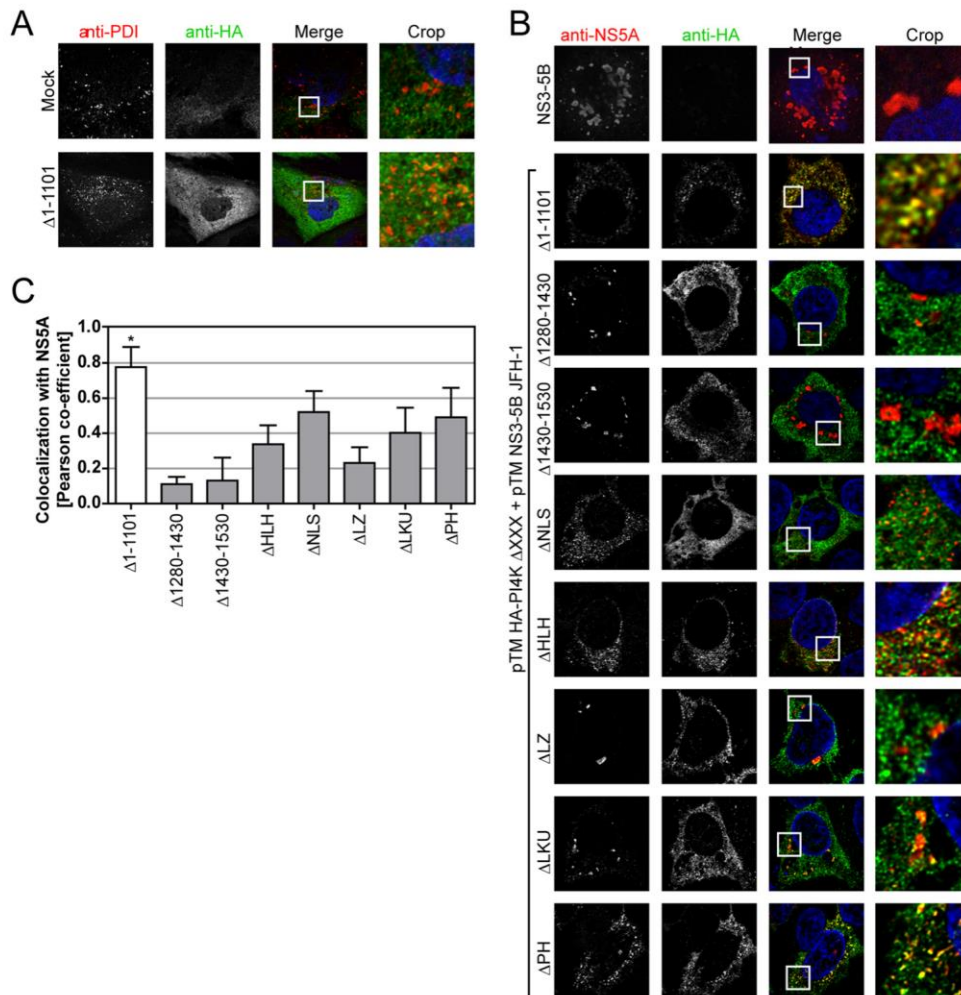 A
anti-PDI anti-HA Merge Crop
Mock
Δ1-1101
B
anti-NS5A anti-HA Merge Crop
NS3-5B
pTM HA-PI4K ΔXXX + pTM NS3-5B JFH-1
Δ1-1101
Δ1280-1430
Δ1430-1530
ΔNLS
ΔHLH
ΔLZ
ΔLKU
ΔPH
C
Colocalization with NS5A
[Pearson co-efficient]
1.0
0.8
0.6
0.4
0.2
0.0
*
Δ1-1101
Δ1280-1430
Δ1430-1530
ΔHLH
ΔNLS
ΔLZ
ΔLKU
ΔPH